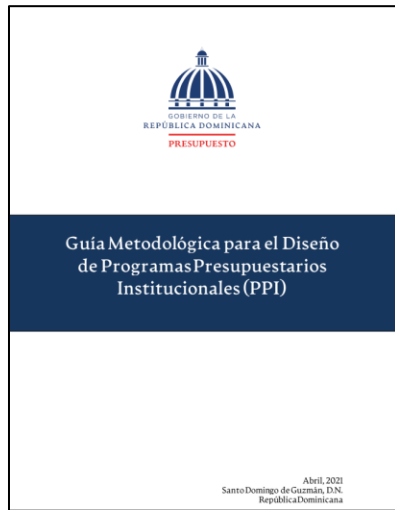 GOBIERNO DE LA
REPÚBLICA DOMINICANA
PRESUPUESTO
Guía Metodológica para el Diseño
de Programas Presupuestarios
Institucionales (PPI)
Abril, 2021
Santo Domingo de Guzmán, D.N.
República Dominicana